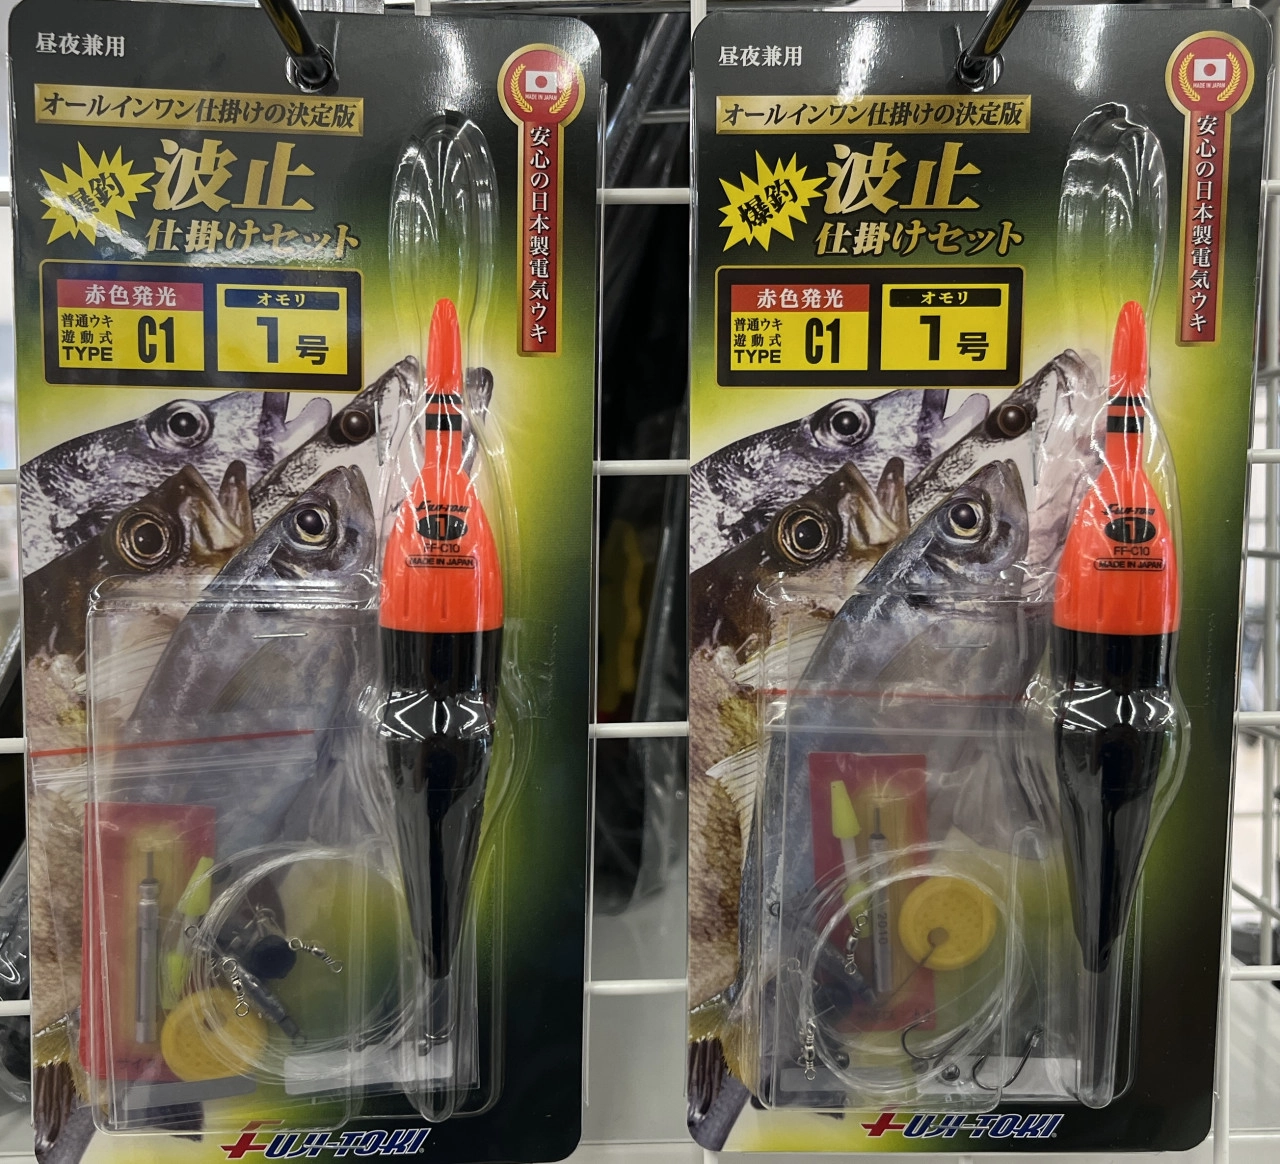 昼夜兼用
オールインワン仕掛けの決定版
爆釣
波止
仕掛けセット
MADE IN JAPAN
安心の日本製電気ウキ
赤色発光
普通ウキ
遊動式
TYPE
C1
オモリ
1号
FUJI-TOKI
1
FF-C10
MADE IN JAPAN
FUJI-TOKI
昼夜兼用
オールインワン仕掛けの決定版
爆釣
波止
仕掛けセット
MADE IN JAPAN
安心の日本製電気ウキ
赤色発光
普通ウキ
遊動式
TYPE
C1
オモリ
1号
FUJI-TOKI
1
FF-C10
MADE IN JAPAN
FUJI-TOKI